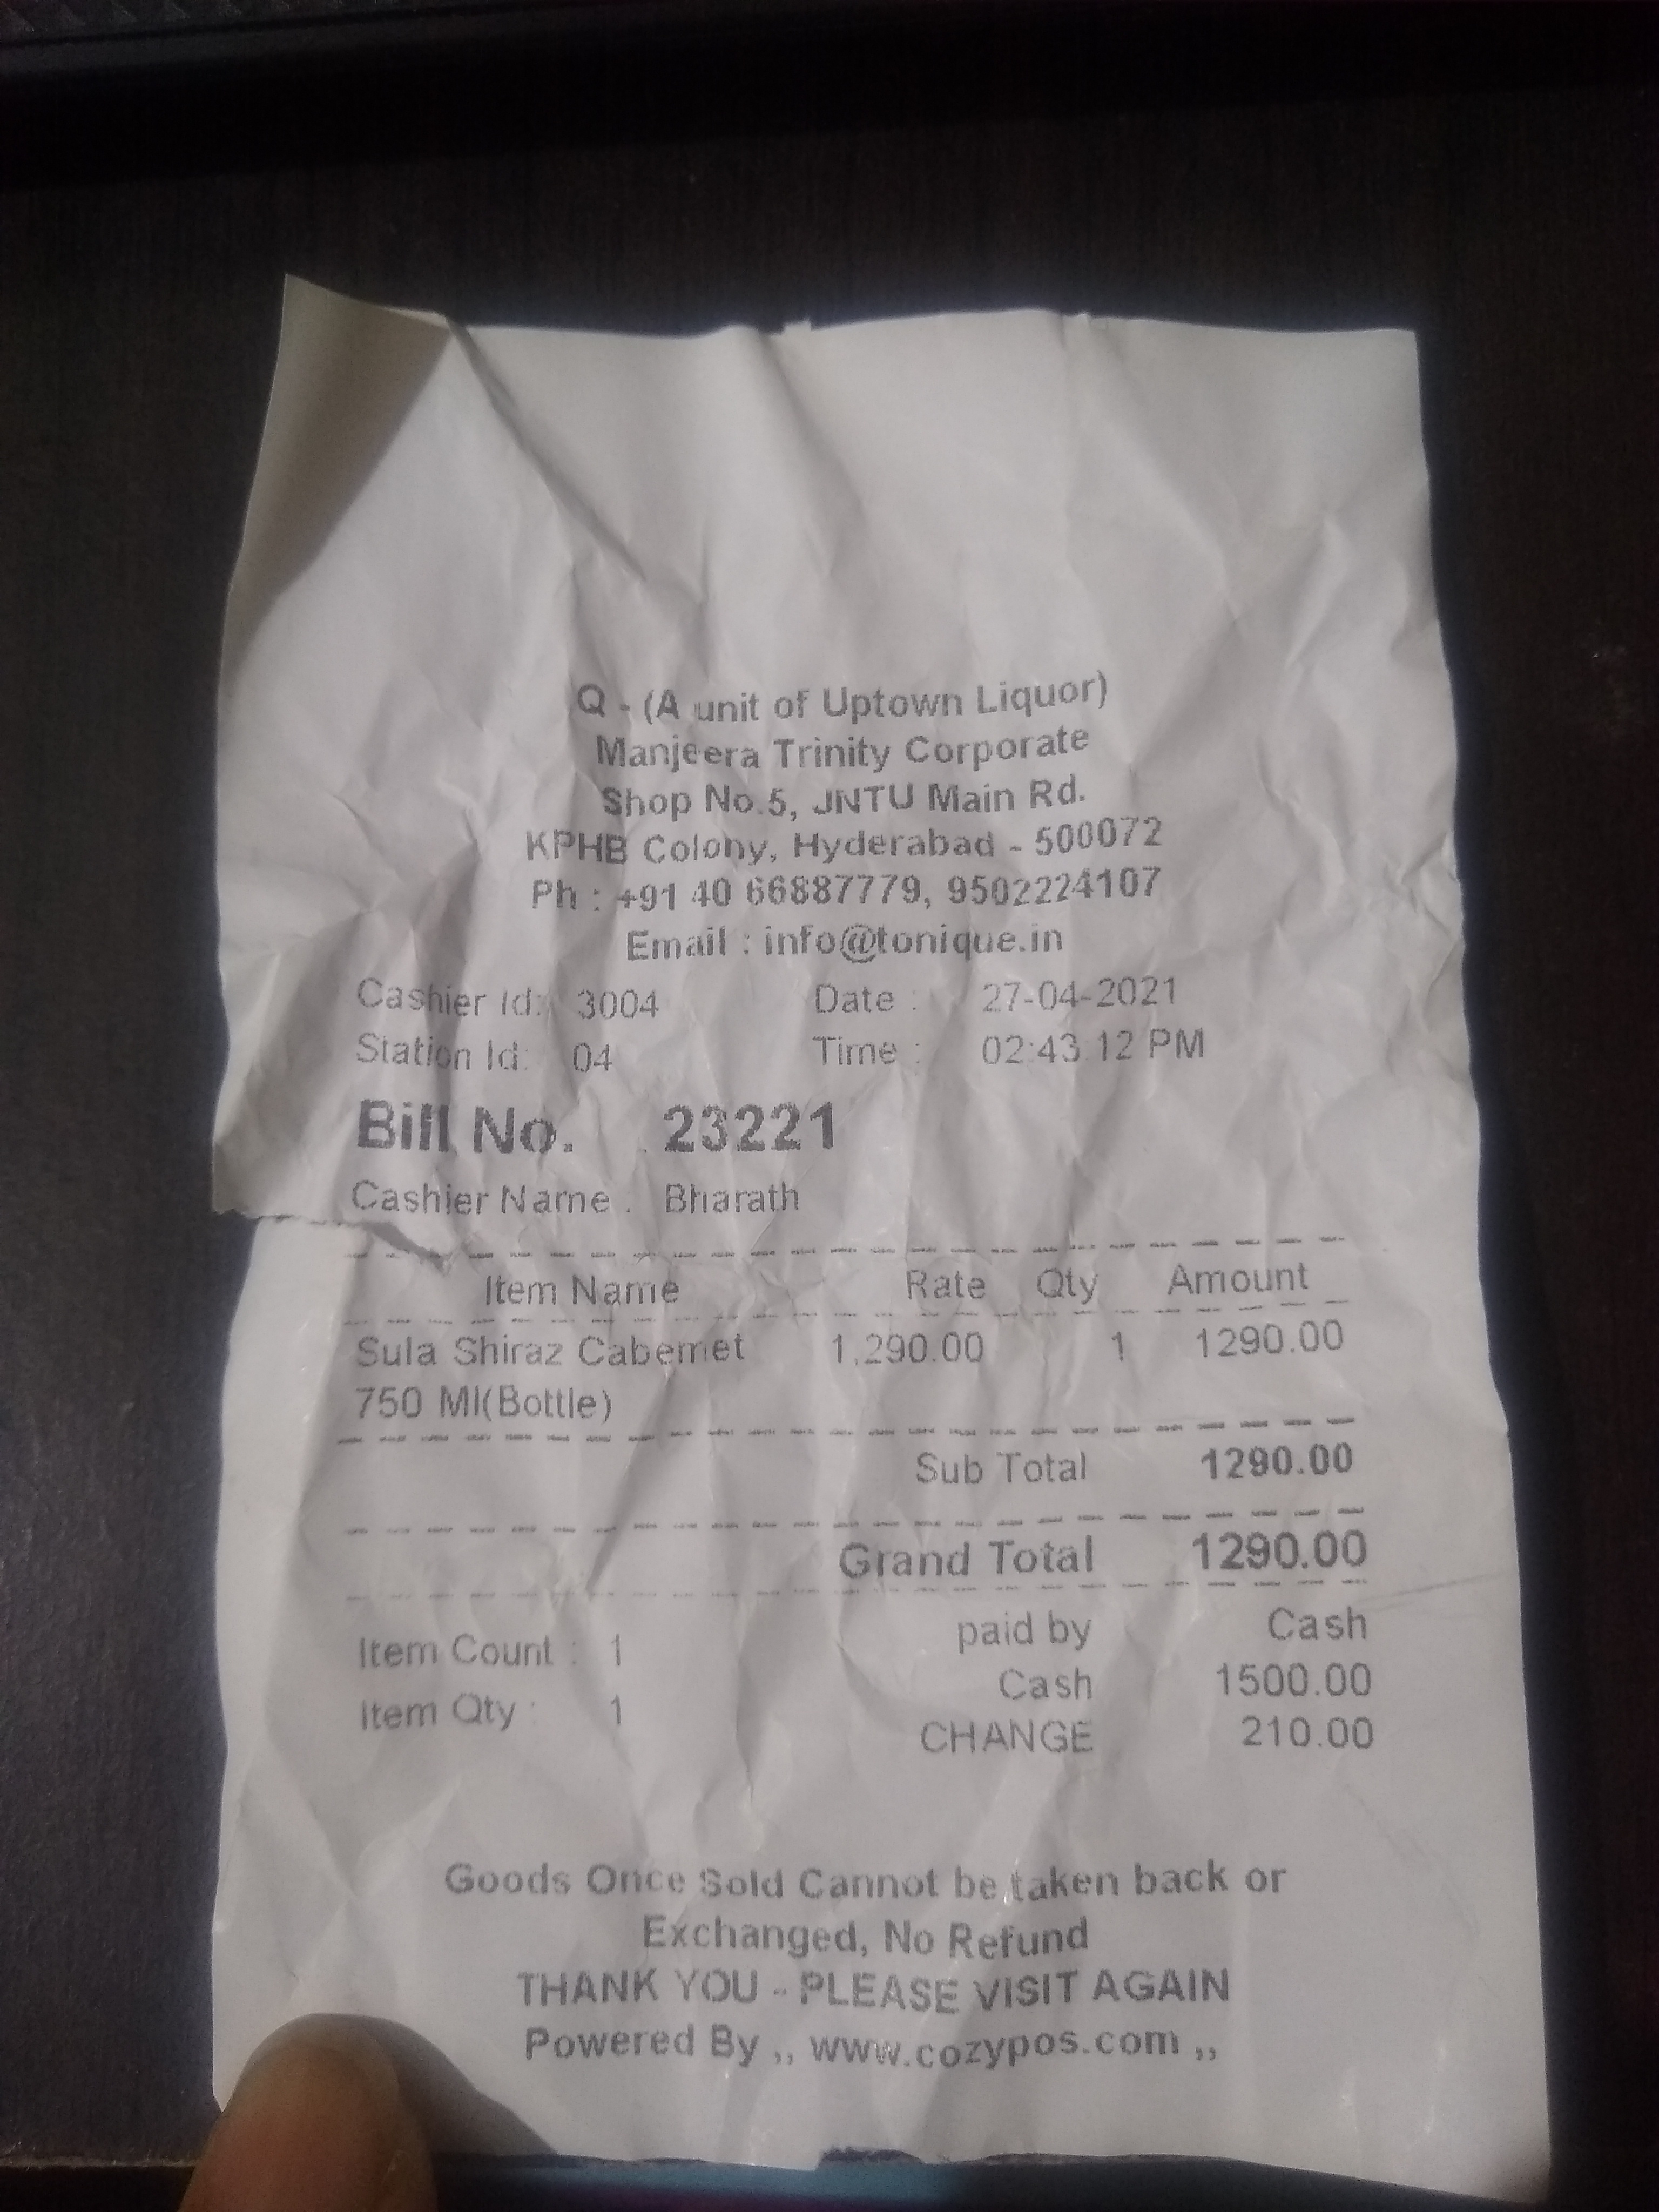 Q - (A unit of Uptown Liquor)
Manjeera Trinity Corporate
Shop No.5, JNTU Main Rd.
KPHB Colony, Hyderabad - 500072
Ph : +91 40 66887779, 9502224107
Email : info@tonique.in
Cashier Id: 3004 Date : 27-04-2021
Station Id: 04 Time : 02:43:12 PM
Bill No. 23221
Cashier Name : Bharath
Item Name Rate Qty Amount
Sula Shiraz Cabernet 1,290.00 1 1290.00
750 Ml(Bottle)
Sub Total 1290.00
Grand Total 1290.00
paid by Cash
Item Count : 1
Cash 1500.00
Item Qty : 1
CHANGE 210.00
Goods Once Sold Cannot be taken back or
Exchanged, No Refund
THANK YOU - PLEASE VISIT AGAIN
Powered By ,, www.cozypos.com ,,